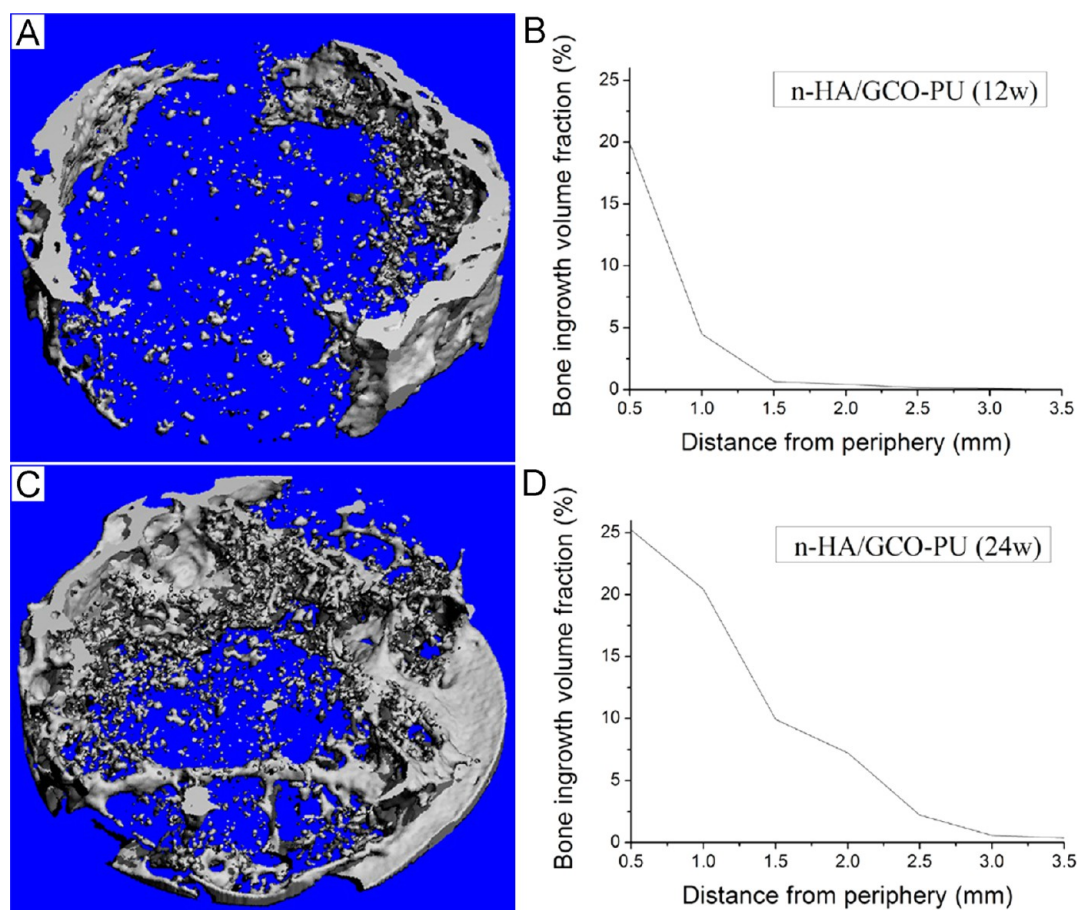 A
B
Bone ingrowth volume fraction (%)
25
20
15
10
5
0
n-HA/GCO-PU (12w)
0.5 1.0 1.5 2.0 2.5 3.0 3.5
Distance from periphery (mm)
C
D
Bone ingrowth volume fraction (%)
25
20
15
10
5
0
n-HA/GCO-PU (24w)
0.5 1.0 1.5 2.0 2.5 3.0 3.5
Distance from periphery (mm)